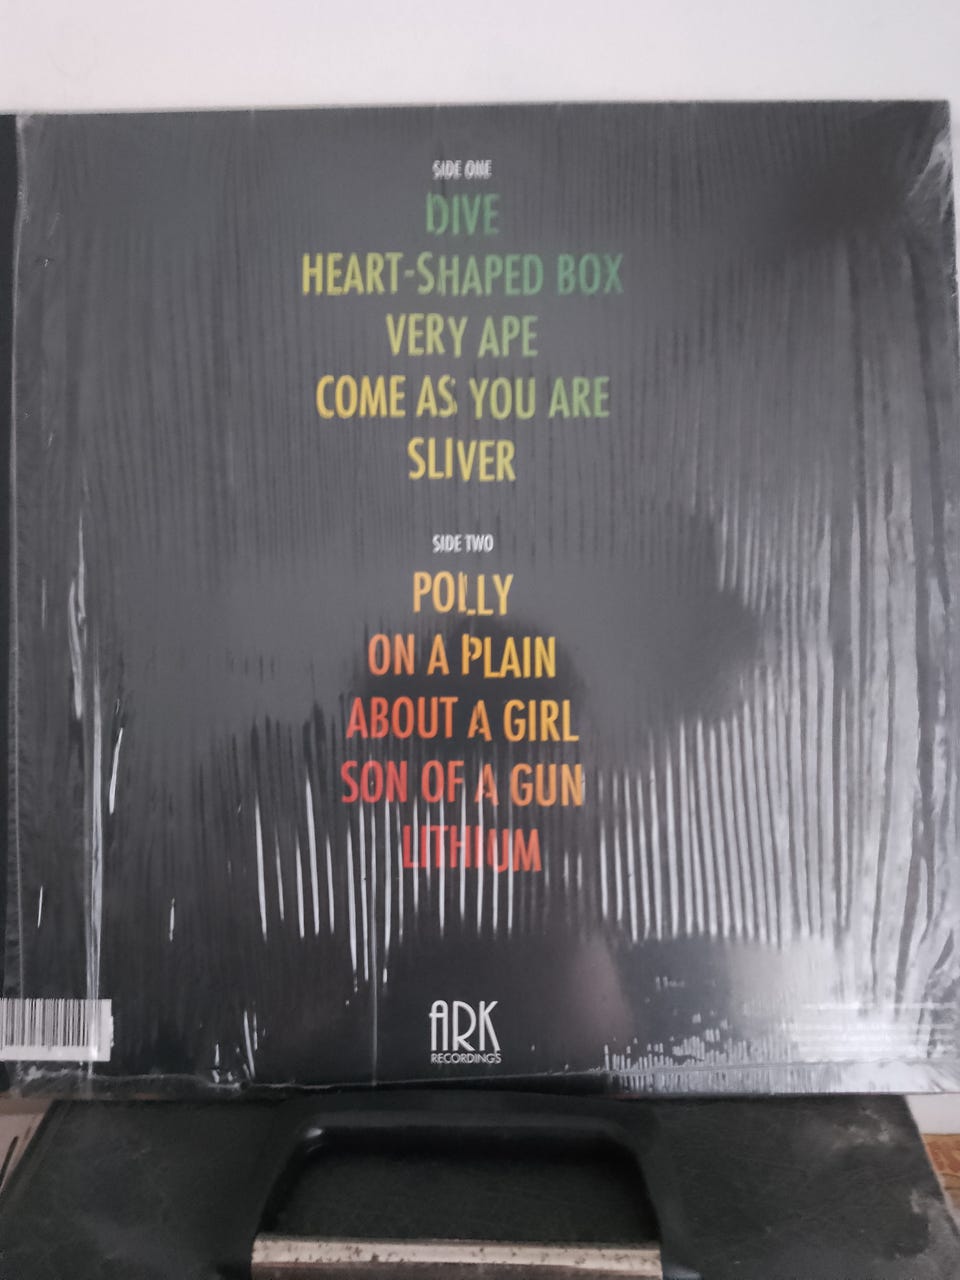 SIDE ONE
DIVE
HEART-SHAPED BOX
VERY APE
COME AS YOU ARE
SLIVER
SIDE TWO
POLLY
ON A PLAIN
ABOUT A GIRL
SON OF A GUN
LITHIUM
ARK
RECORDINGS